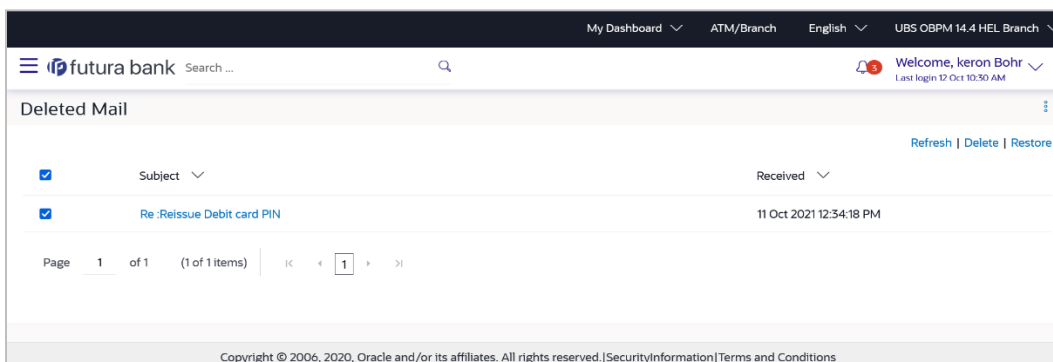 My Dashboard ATM/Branch English UBS OBPM 14.4 HEL Branch
futura bank Search ... 3 Welcome, keron Bohr
Last login 12 Oct 10:30 AM
Deleted Mail
Refresh | Delete | Restore
Subject Received
Re :Reissue Debit card PIN 11 Oct 2021 12:34:18 PM
Page 1 of 1 (1 of 1 items) 1
Copyright © 2006, 2020, Oracle and/or its affiliates. All rights reserved.|SecurityInformation|Terms and Conditions